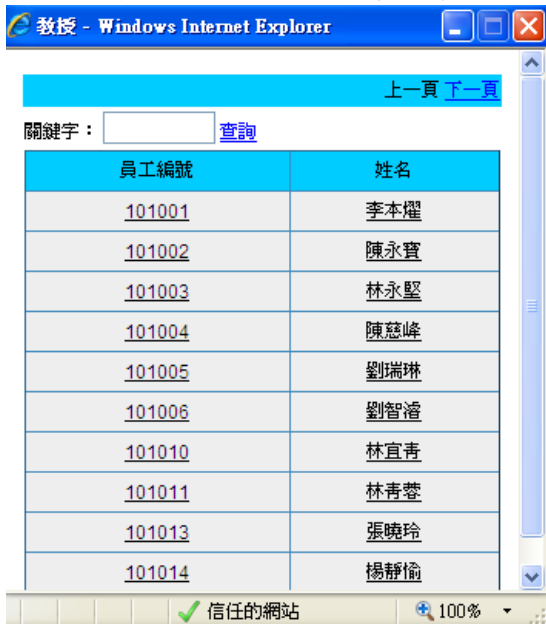 教授 - Windows Internet Explorer
上一頁 下一頁
關鍵字： 查詢
員工編號 姓名
101001 李本燿
101002 陳永寶
101003 林永堅
101004 陳慈峰
101005 劉瑞琳
101006 劉智濬
101010 林宜青
101011 林青蓉
101013 張曉玲
101014 楊靜愉
信任的網站 100%